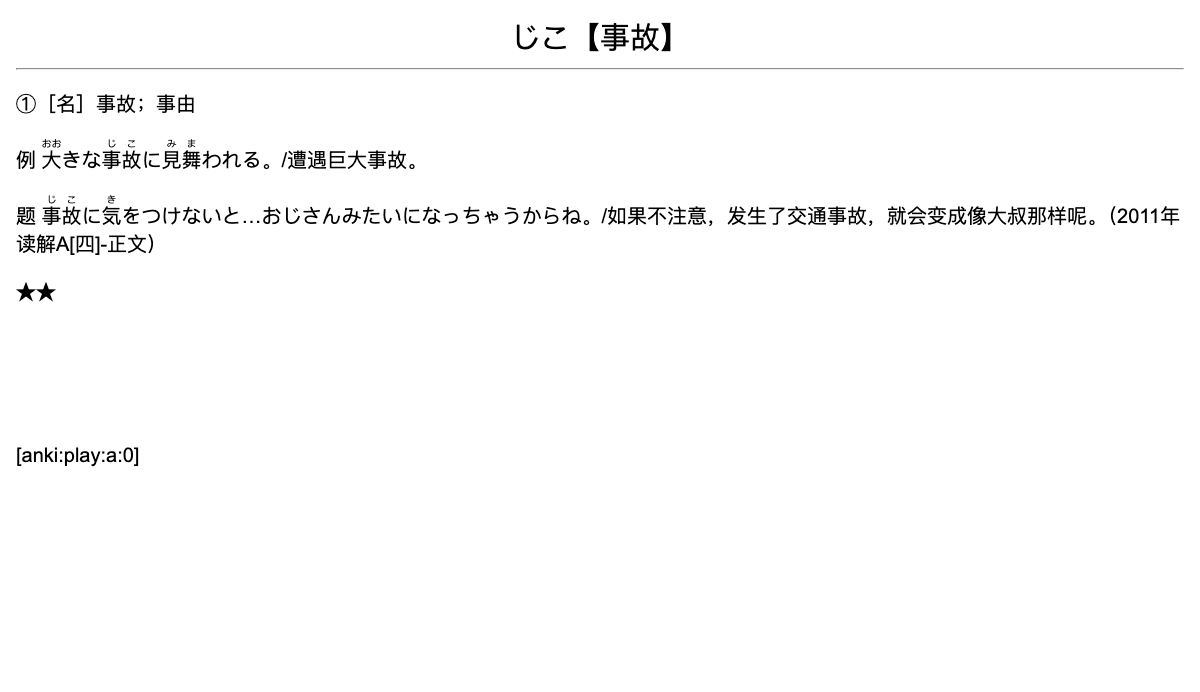 じこ【事故】
①［名］事故；事由
例 大きな事故に見舞われる。/遭遇巨大事故。
题 事故に気をつけないと…おじさんみたいになっちゃうからね。/如果不注意，发生了交通事故，就会变成像大叔那样呢。（2011年
读解A[四]-正文）
★★
[anki:play:a:0]